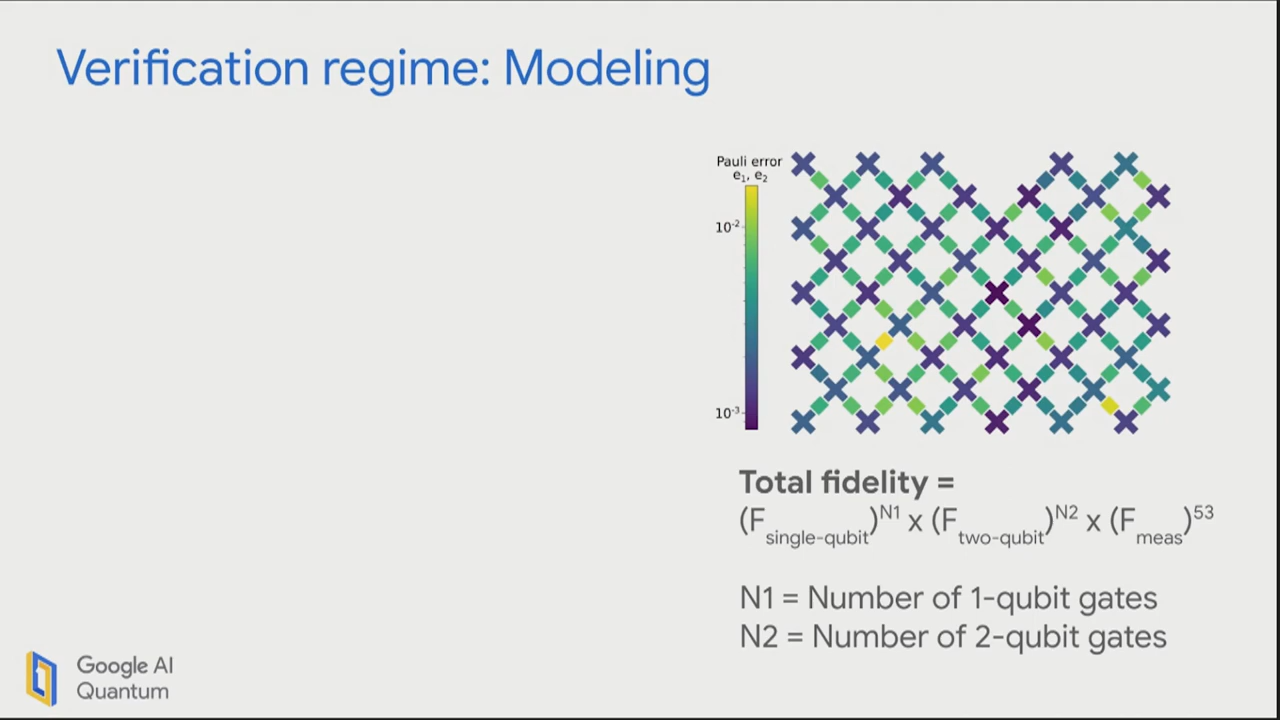 Verification regime: Modeling
Pauli error
e1, e2
10-2
10-3
Total fidelity =
(Fsingle-qubit)N1 x (Ftwo-qubit)N2 x (Fmeas)53
N1 = Number of 1-qubit gates
N2 = Number of 2-qubit gates
Google AI
Quantum